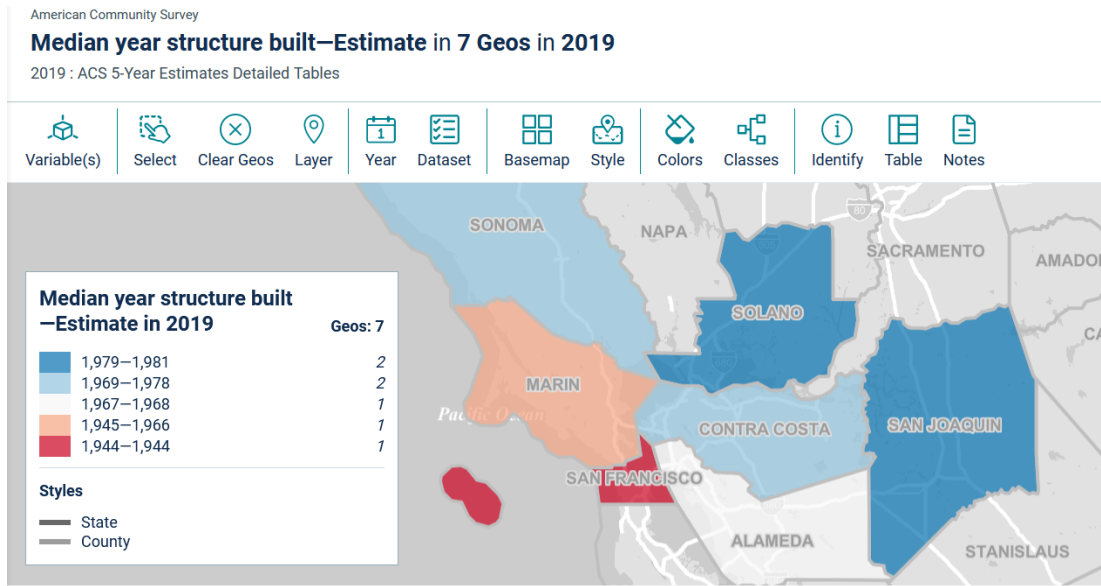 American Community Survey
Median year structure built—Estimate in 7 Geos in 2019
2019 : ACS 5-Year Estimates Detailed Tables
Variable(s) Select Clear Geos Layer Year Dataset Basemap Style Colors Classes Identify Table Notes
1
SONOMA
NAPA
80
SACRAMENTO
AMADO
Median year structure built
—Estimate in 2019 Geos: 7
SOLANO
1,979—1,981 2
1,969—1,978 2
1,967—1,968 1
1,945—1,966 1
1,944—1,944 1
CA
MARIN
Pacific Ocean
CONTRA COSTA
SAN JOAQUIN
SAN FRANCISCO
Styles
State
County
ALAMEDA
STANISLAUS